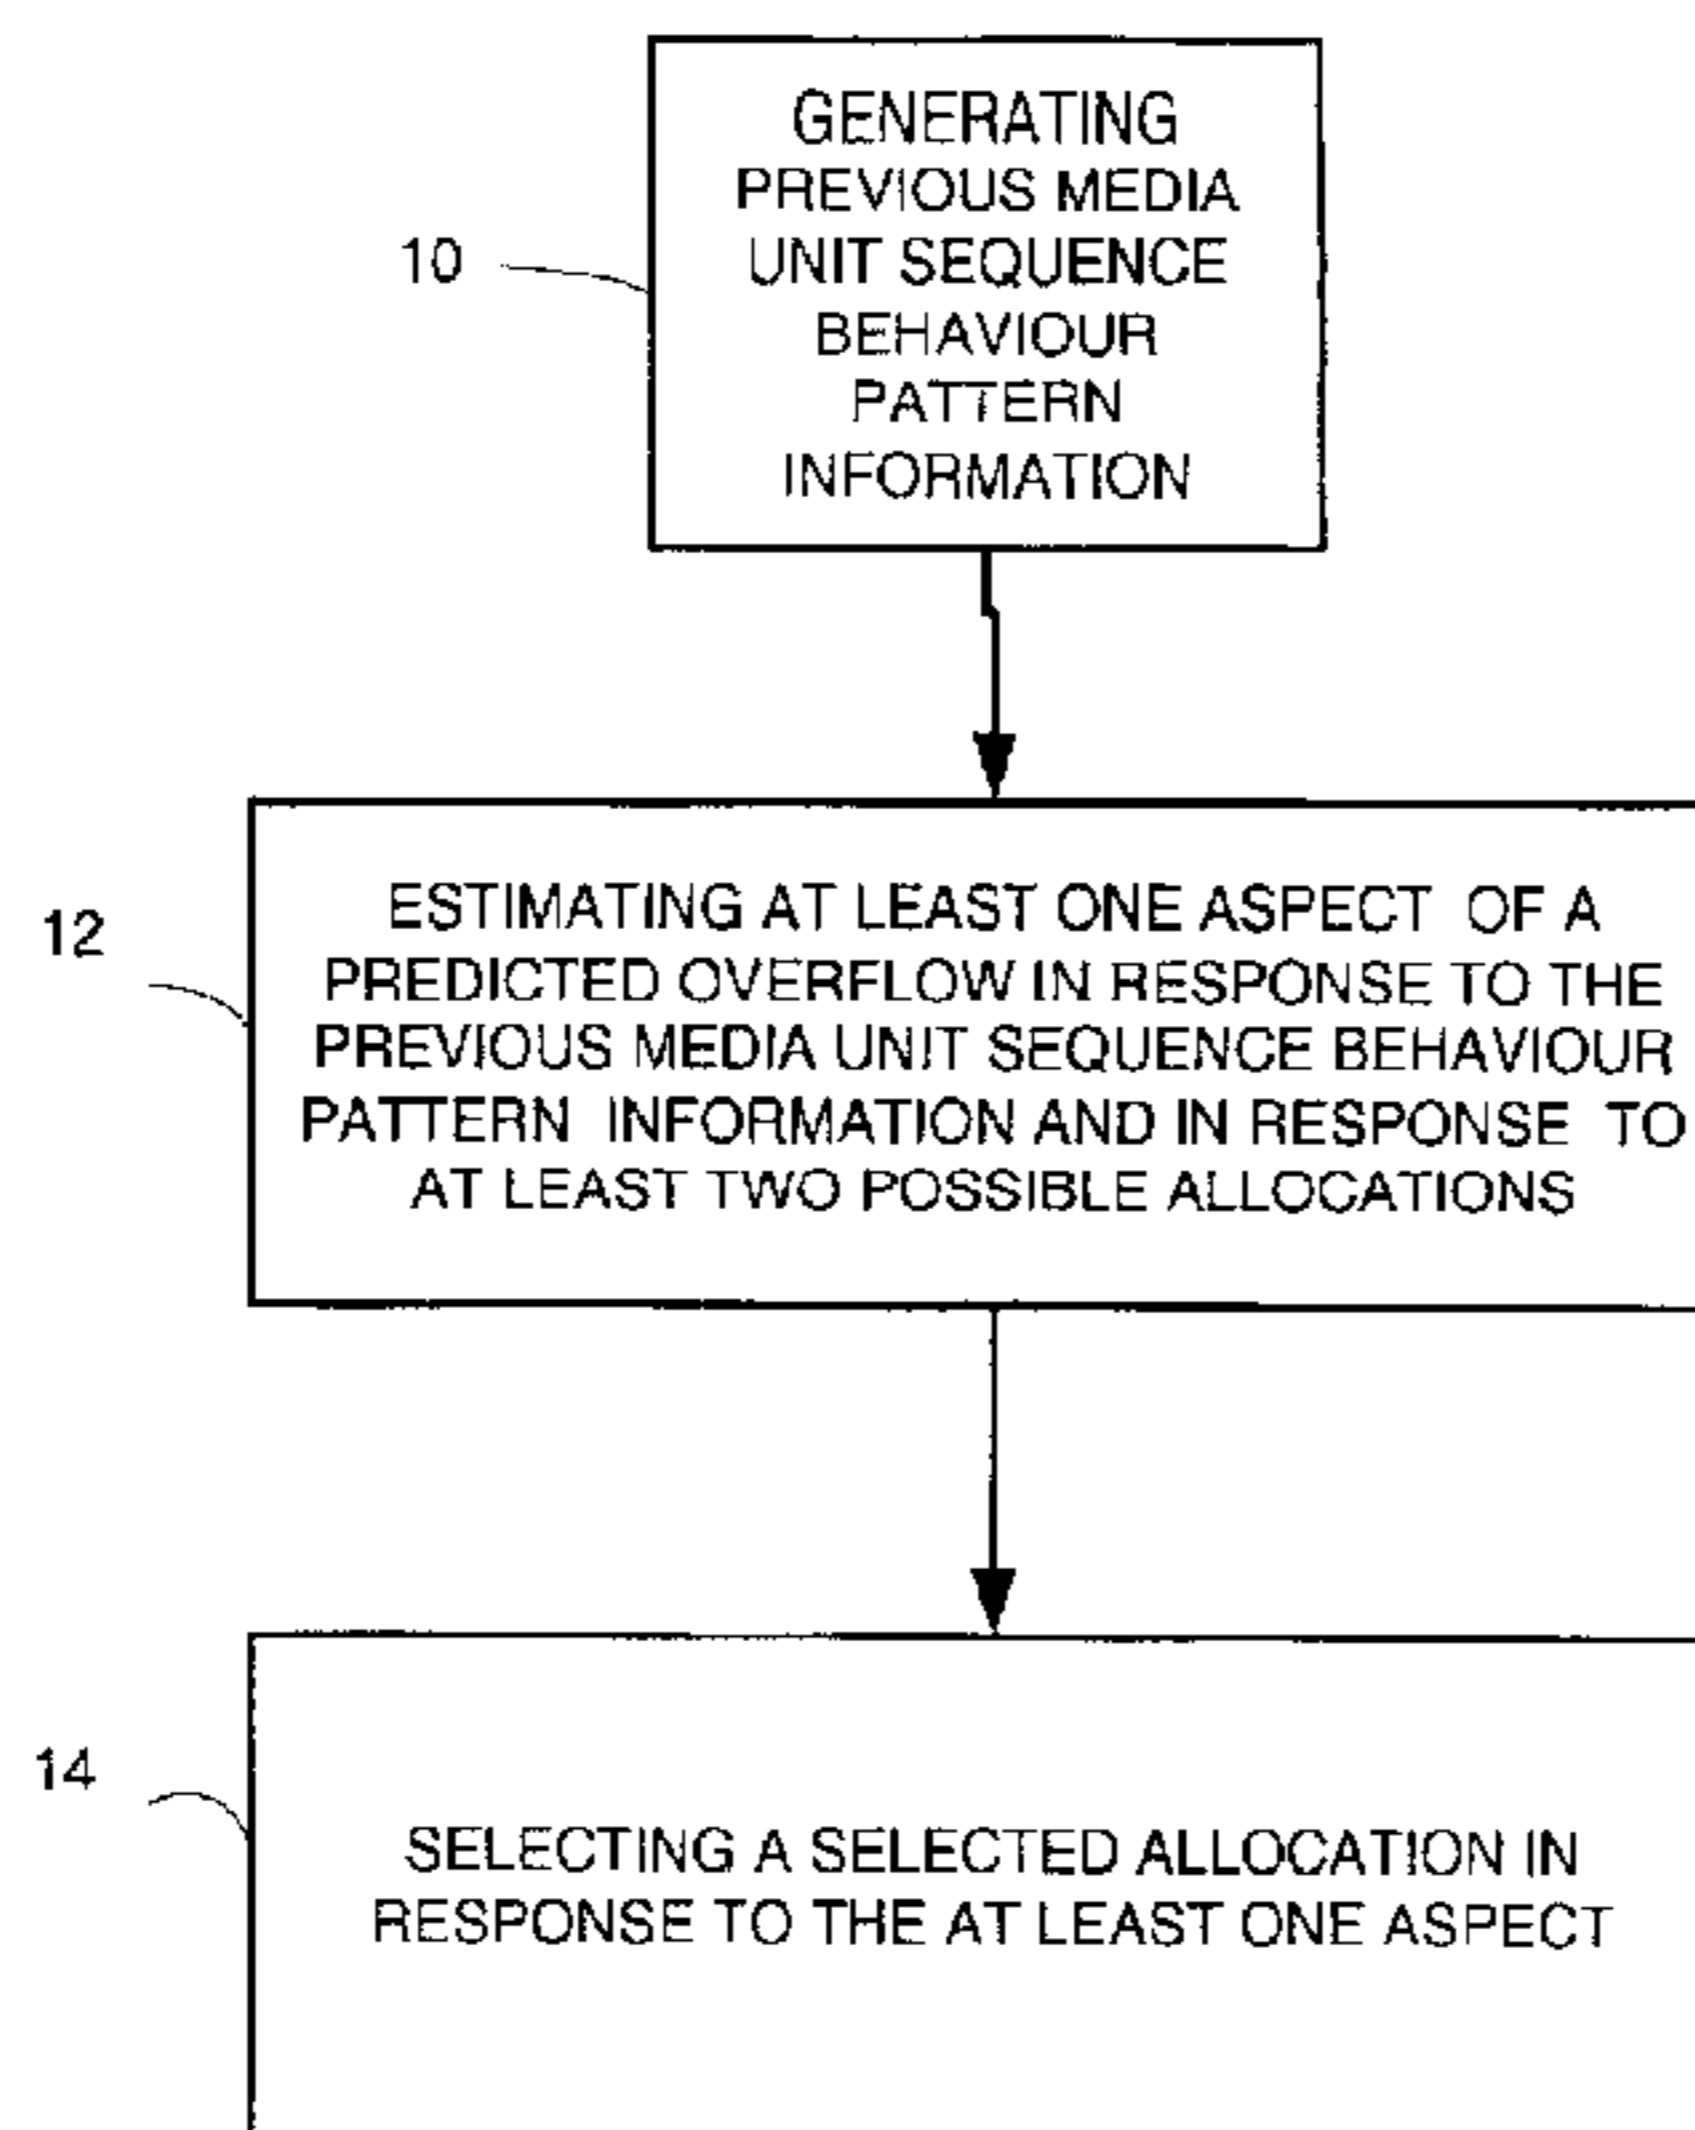 GENERATING
PREVIOUS MEDIA
UNIT SEQUENCE
BEHAVIOUR
PATTERN
INFORMATION
10
ESTIMATING AT LEAST ONE ASPECT OF A
PREDICTED OVERFLOW IN RESPONSE TO THE
PREVIOUS MEDIA UNIT SEQUENCE BEHAVIOUR
PATTERN INFORMATION AND IN RESPONSE TO
AT LEAST TWO POSSIBLE ALLOCATIONS
12
SELECTING A SELECTED ALLOCATION IN
RESPONSE TO THE AT LEAST ONE ASPECT
14